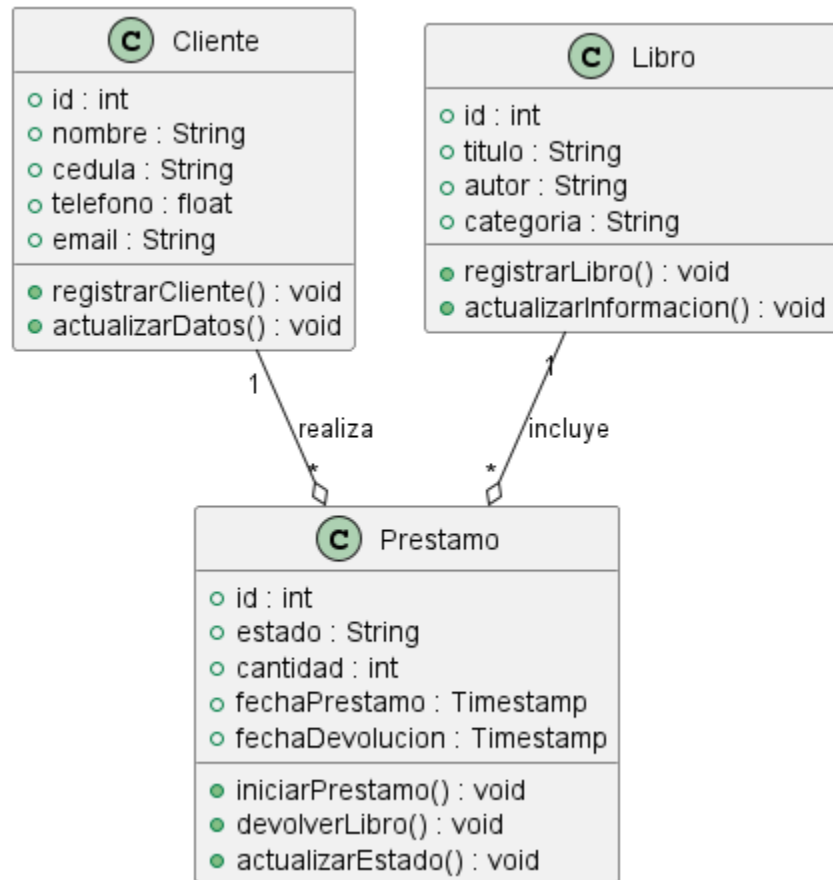 C Cliente
id : int
nombre : String
cedula : String
telefono : float
email : String
registrarCliente() : void
actualizarDatos() : void
C Libro
id : int
titulo : String
autor : String
categoria : String
registrarLibro() : void
actualizarInformacion() : void
1
realiza
*
1
incluye
*
C Prestamo
id : int
estado : String
cantidad : int
fechaPrestamo : Timestamp
fechaDevolucion : Timestamp
iniciarPrestamo() : void
devolverLibro() : void
actualizarEstado() : void